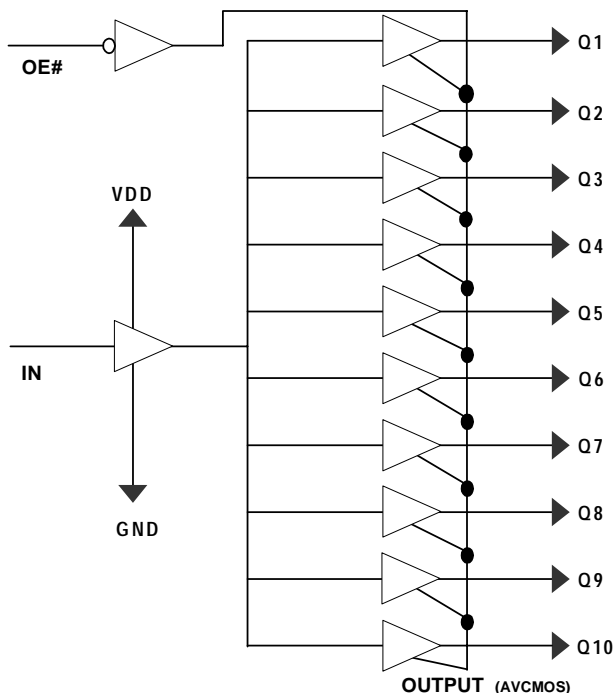 Q1
OE#
Q2
Q3
VDD
Q4
Q5
IN
Q6
Q7
GND
Q8
Q9
Q10
OUTPUT (AVCMOS)